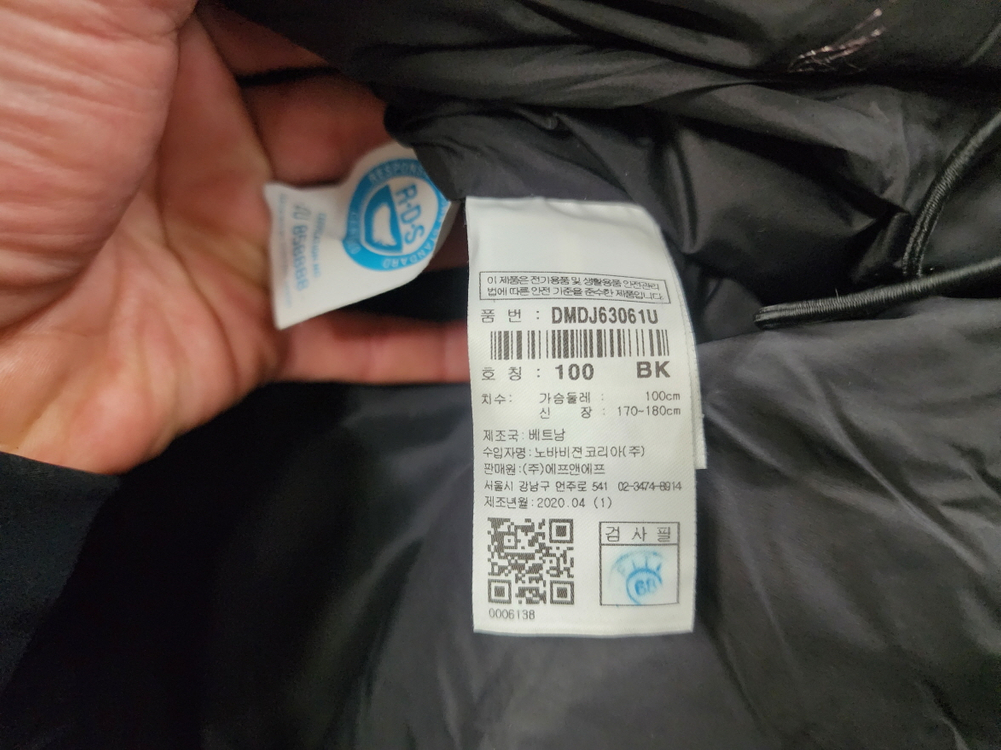 이 제품은 전기용품 및 생활용품 안전관리
법에 따른 안전 기준을 준수한 제품입니다.
품 번 : DMDJ63061U
호 칭 : 100 BK
치수: 가슴둘레 : 100cm
신 장 : 170-180cm
제조국:베트남
수입자명:노바비젼코리아(주)
판매원:(주)에프앤에프
서울시 강남구 언주로 541 02-3474-8914
제조년월:2020.04 (1)
검 사 필
68
0006138
R·D·S
STANDARD